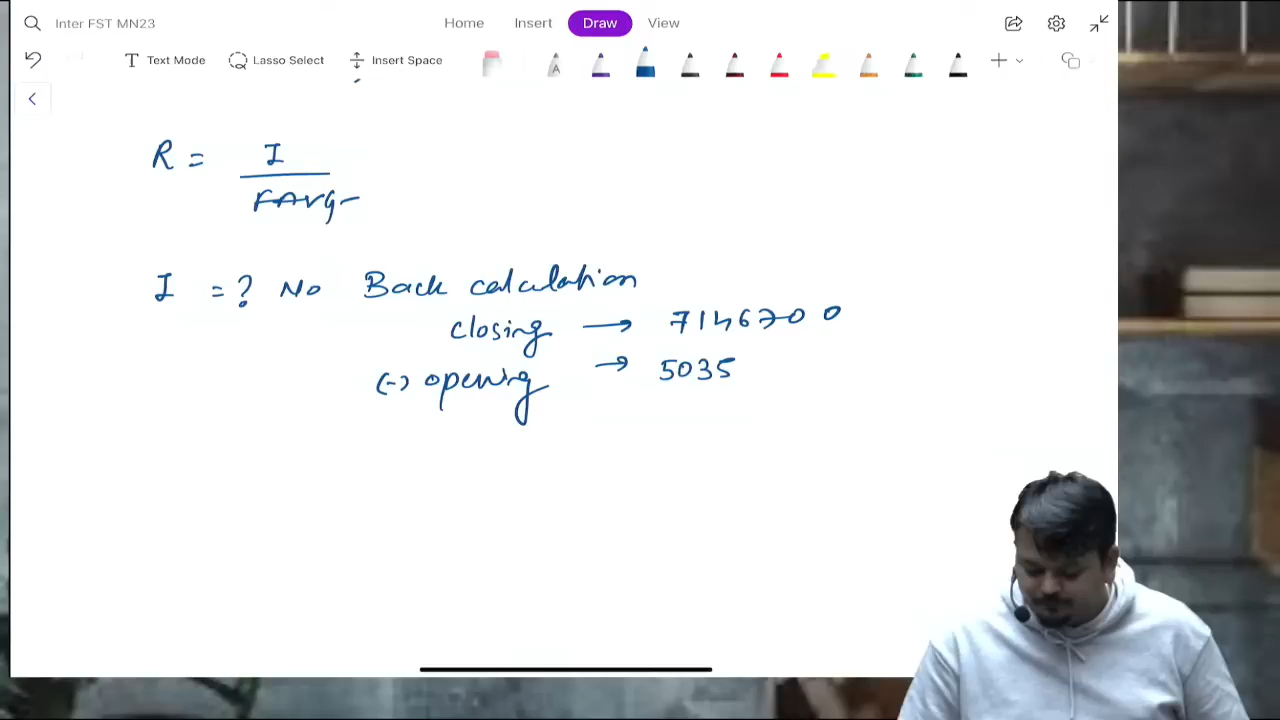 Inter FST MN23
Home Insert Draw View
Text Mode Lasso Select Insert Space
A
R = I
FAVG
I = ? No Back calculation
closing → 7146700
(-) opening → 5035